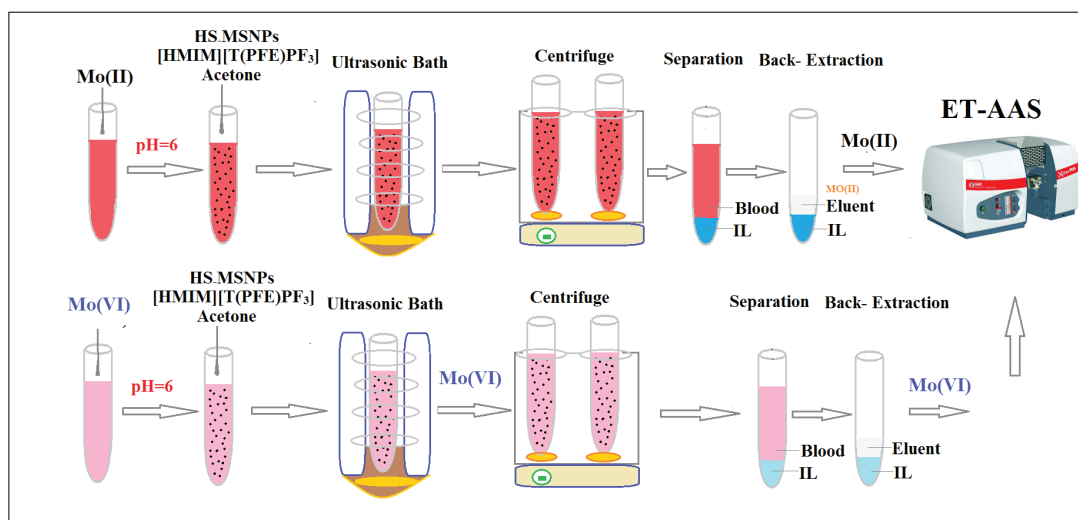 HS-MSNPs
[HMIM][T(PFE)PF3]
Acetone
Mo(II)
pH=6
Ultrasonic Bath
Centrifuge
Separation
Back- Extraction
Blood
IL
MO(II)
Eluent
IL
Mo(II)
ET-AAS
HS-MSNPs
[HMIM][T(PFE)PF3]
Acetone
Mo(VI)
pH=6
Ultrasonic Bath
Mo(VI)
Centrifuge
Separation
Back- Extraction
Blood
IL
Eluent
IL
Mo(VI)